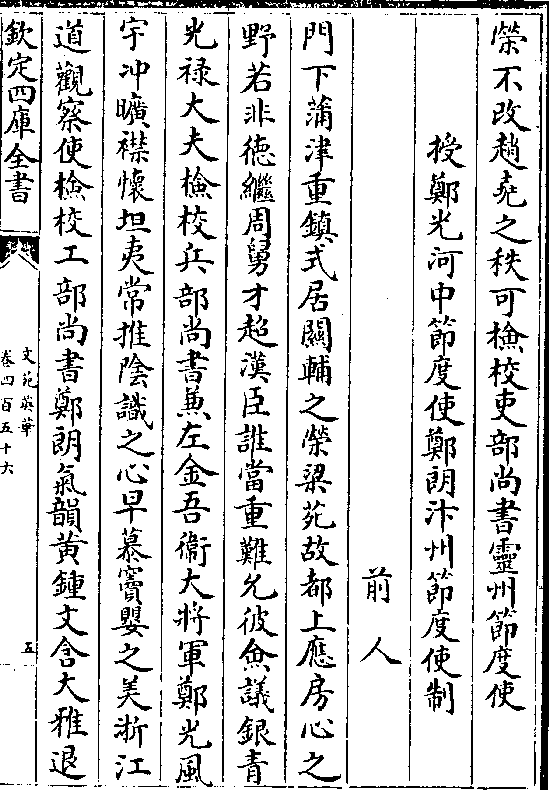 榮不改趙堯之秩可檢校吏部尚書靈州節度使
授鄭光河中節度使鄭朗汴州節度使制
前人
門下蒲津重鎮式居關輔之榮梁苑故都上應房心之
野若非徳繼周舅才超漢臣誰當重難允彼僉議銀青
光禄大夫檢校兵部尚書兼左金吾衛大將軍鄭光風
宇冲曠襟懷坦夷常推陰識之心早慕竇嬰之美浙江
道觀察使檢校工部尚書鄭朗氣韻黄鍾文含大雅退
欽定四庫全書
文苑英華
卷四百五十六
五